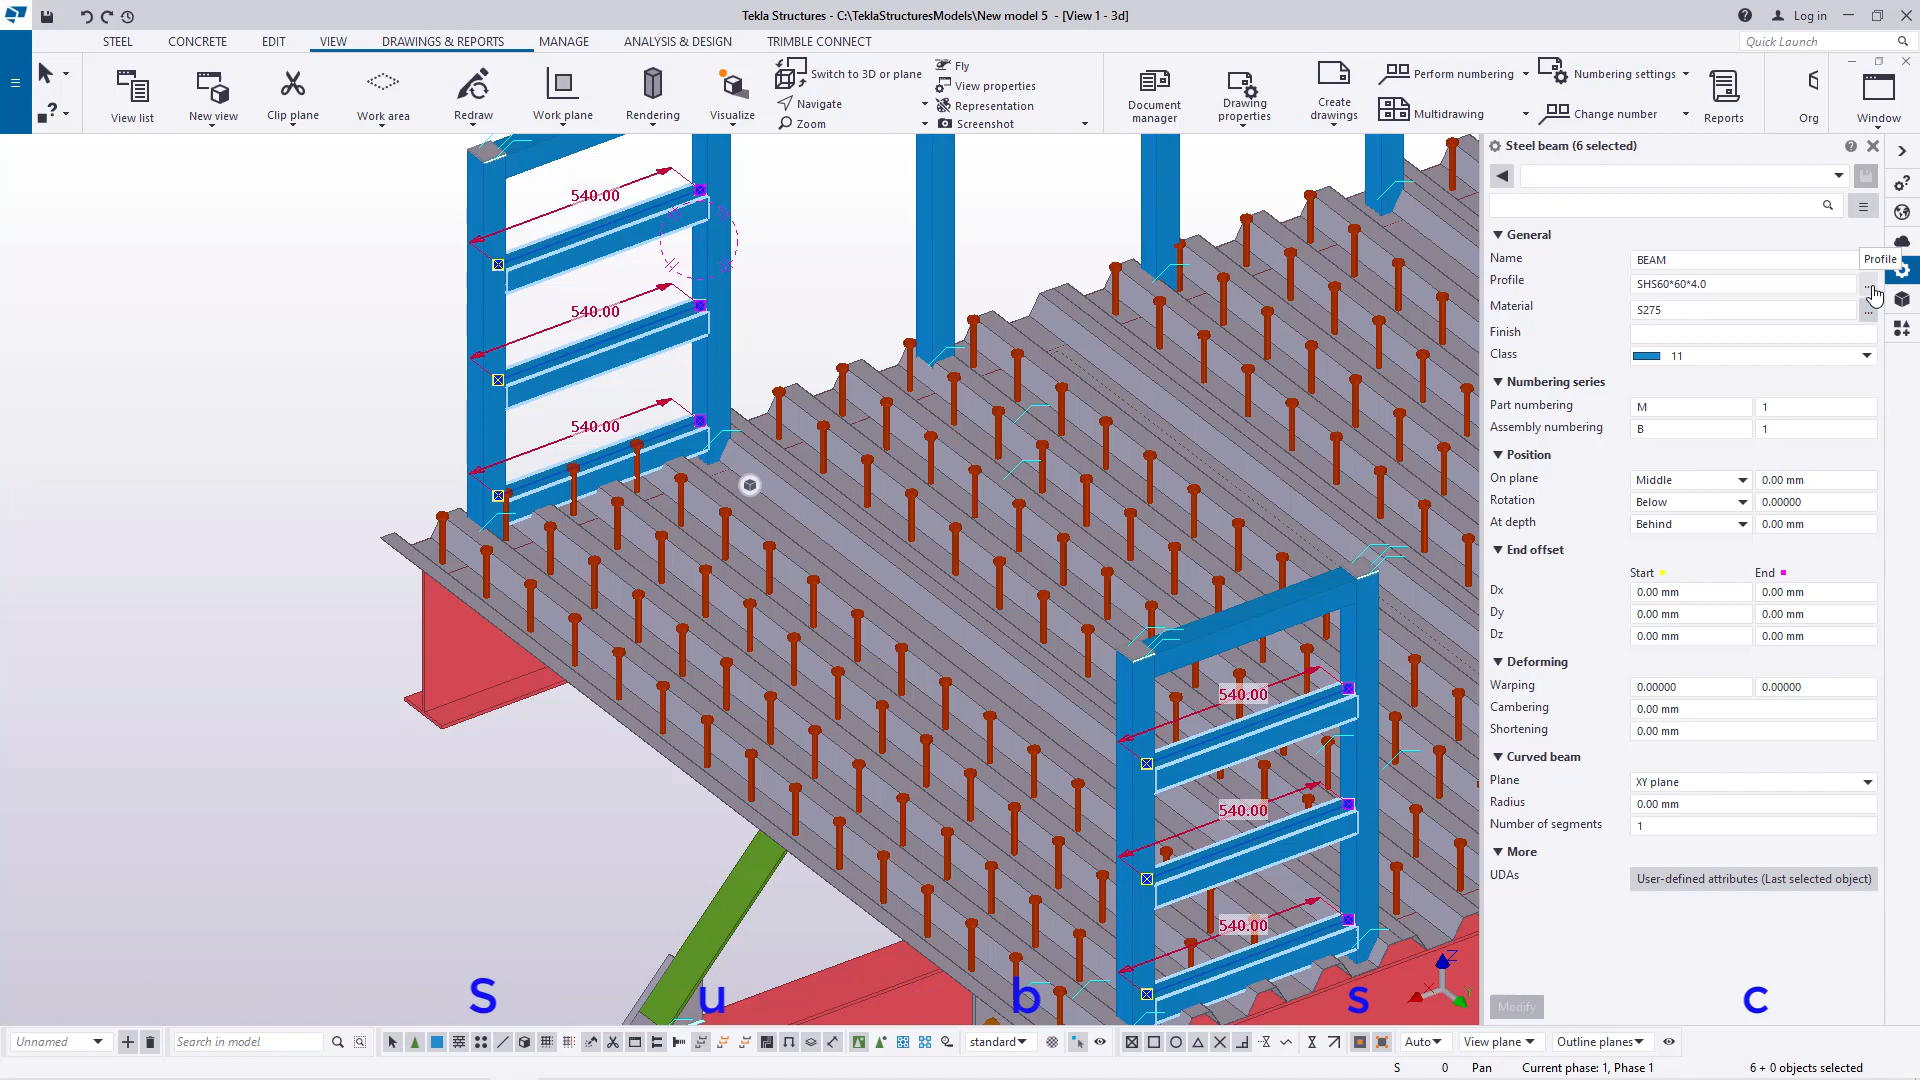 Tekla Structures - C:\TeklaStructuresModels\New model 5 - [View 1 - 3d]
Log in
STEEL CONCRETE EDIT VIEW DRAWINGS & REPORTS MANAGE ANALYSIS & DESIGN TRIMBLE CONNECT
Quick Launch
View list
New view
Clip plane
Work area
Redraw
Work plane
Rendering
Visualize
Switch to 3D or plane
Navigate
Zoom
Fly
View properties
Representation
Screenshot
Document manager
Drawing properties
Create drawings
Perform numbering
Multidrawing
Numbering settings
Change number
Reports
Org
Window
540.00
540.00
540.00
540.00
540.00
540.00
Steel beam (6 selected)
General
Name BEAM
Profile
Profile SHS60*60*4.0
Material S275
Finish
Class 11
Numbering series
Part numbering M 1
Assembly numbering B 1
Position
On plane Middle 0.00 mm
Rotation Below 0.00000
At depth Behind 0.00 mm
End offset
Start End
Dx 0.00 mm 0.00 mm
Dy 0.00 mm 0.00 mm
Dz 0.00 mm 0.00 mm
Deforming
Warping 0.00000 0.00000
Cambering 0.00 mm
Shortening 0.00 mm
Curved beam
Plane XY plane
Radius 0.00 mm
Number of segments 1
More
UDAs User-defined attributes (Last selected object)
Modify
Z
S u b s c
Unnamed
Search in model
standard
Auto
View plane
Outline planes
S 0 Pan Current phase: 1, Phase 1 6 + 0 objects selected